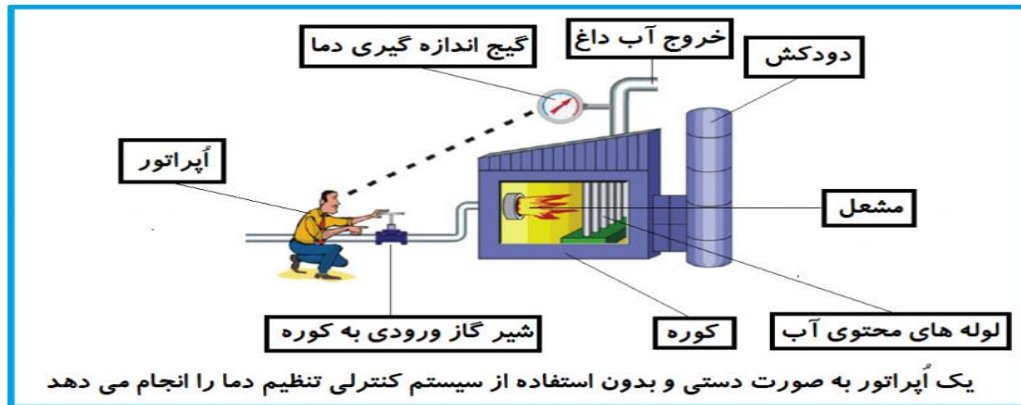 خروج آب داغ
گیج اندازه گیری دما
دودکش
اُپراتور
مشعل
لوله های محتوی آب
کوره
شیر گاز ورودی به کوره
یک اُپراتور به صورت دستی و بدون استفاده از سیستم کنترلی تنظیم دما را انجام می دهد